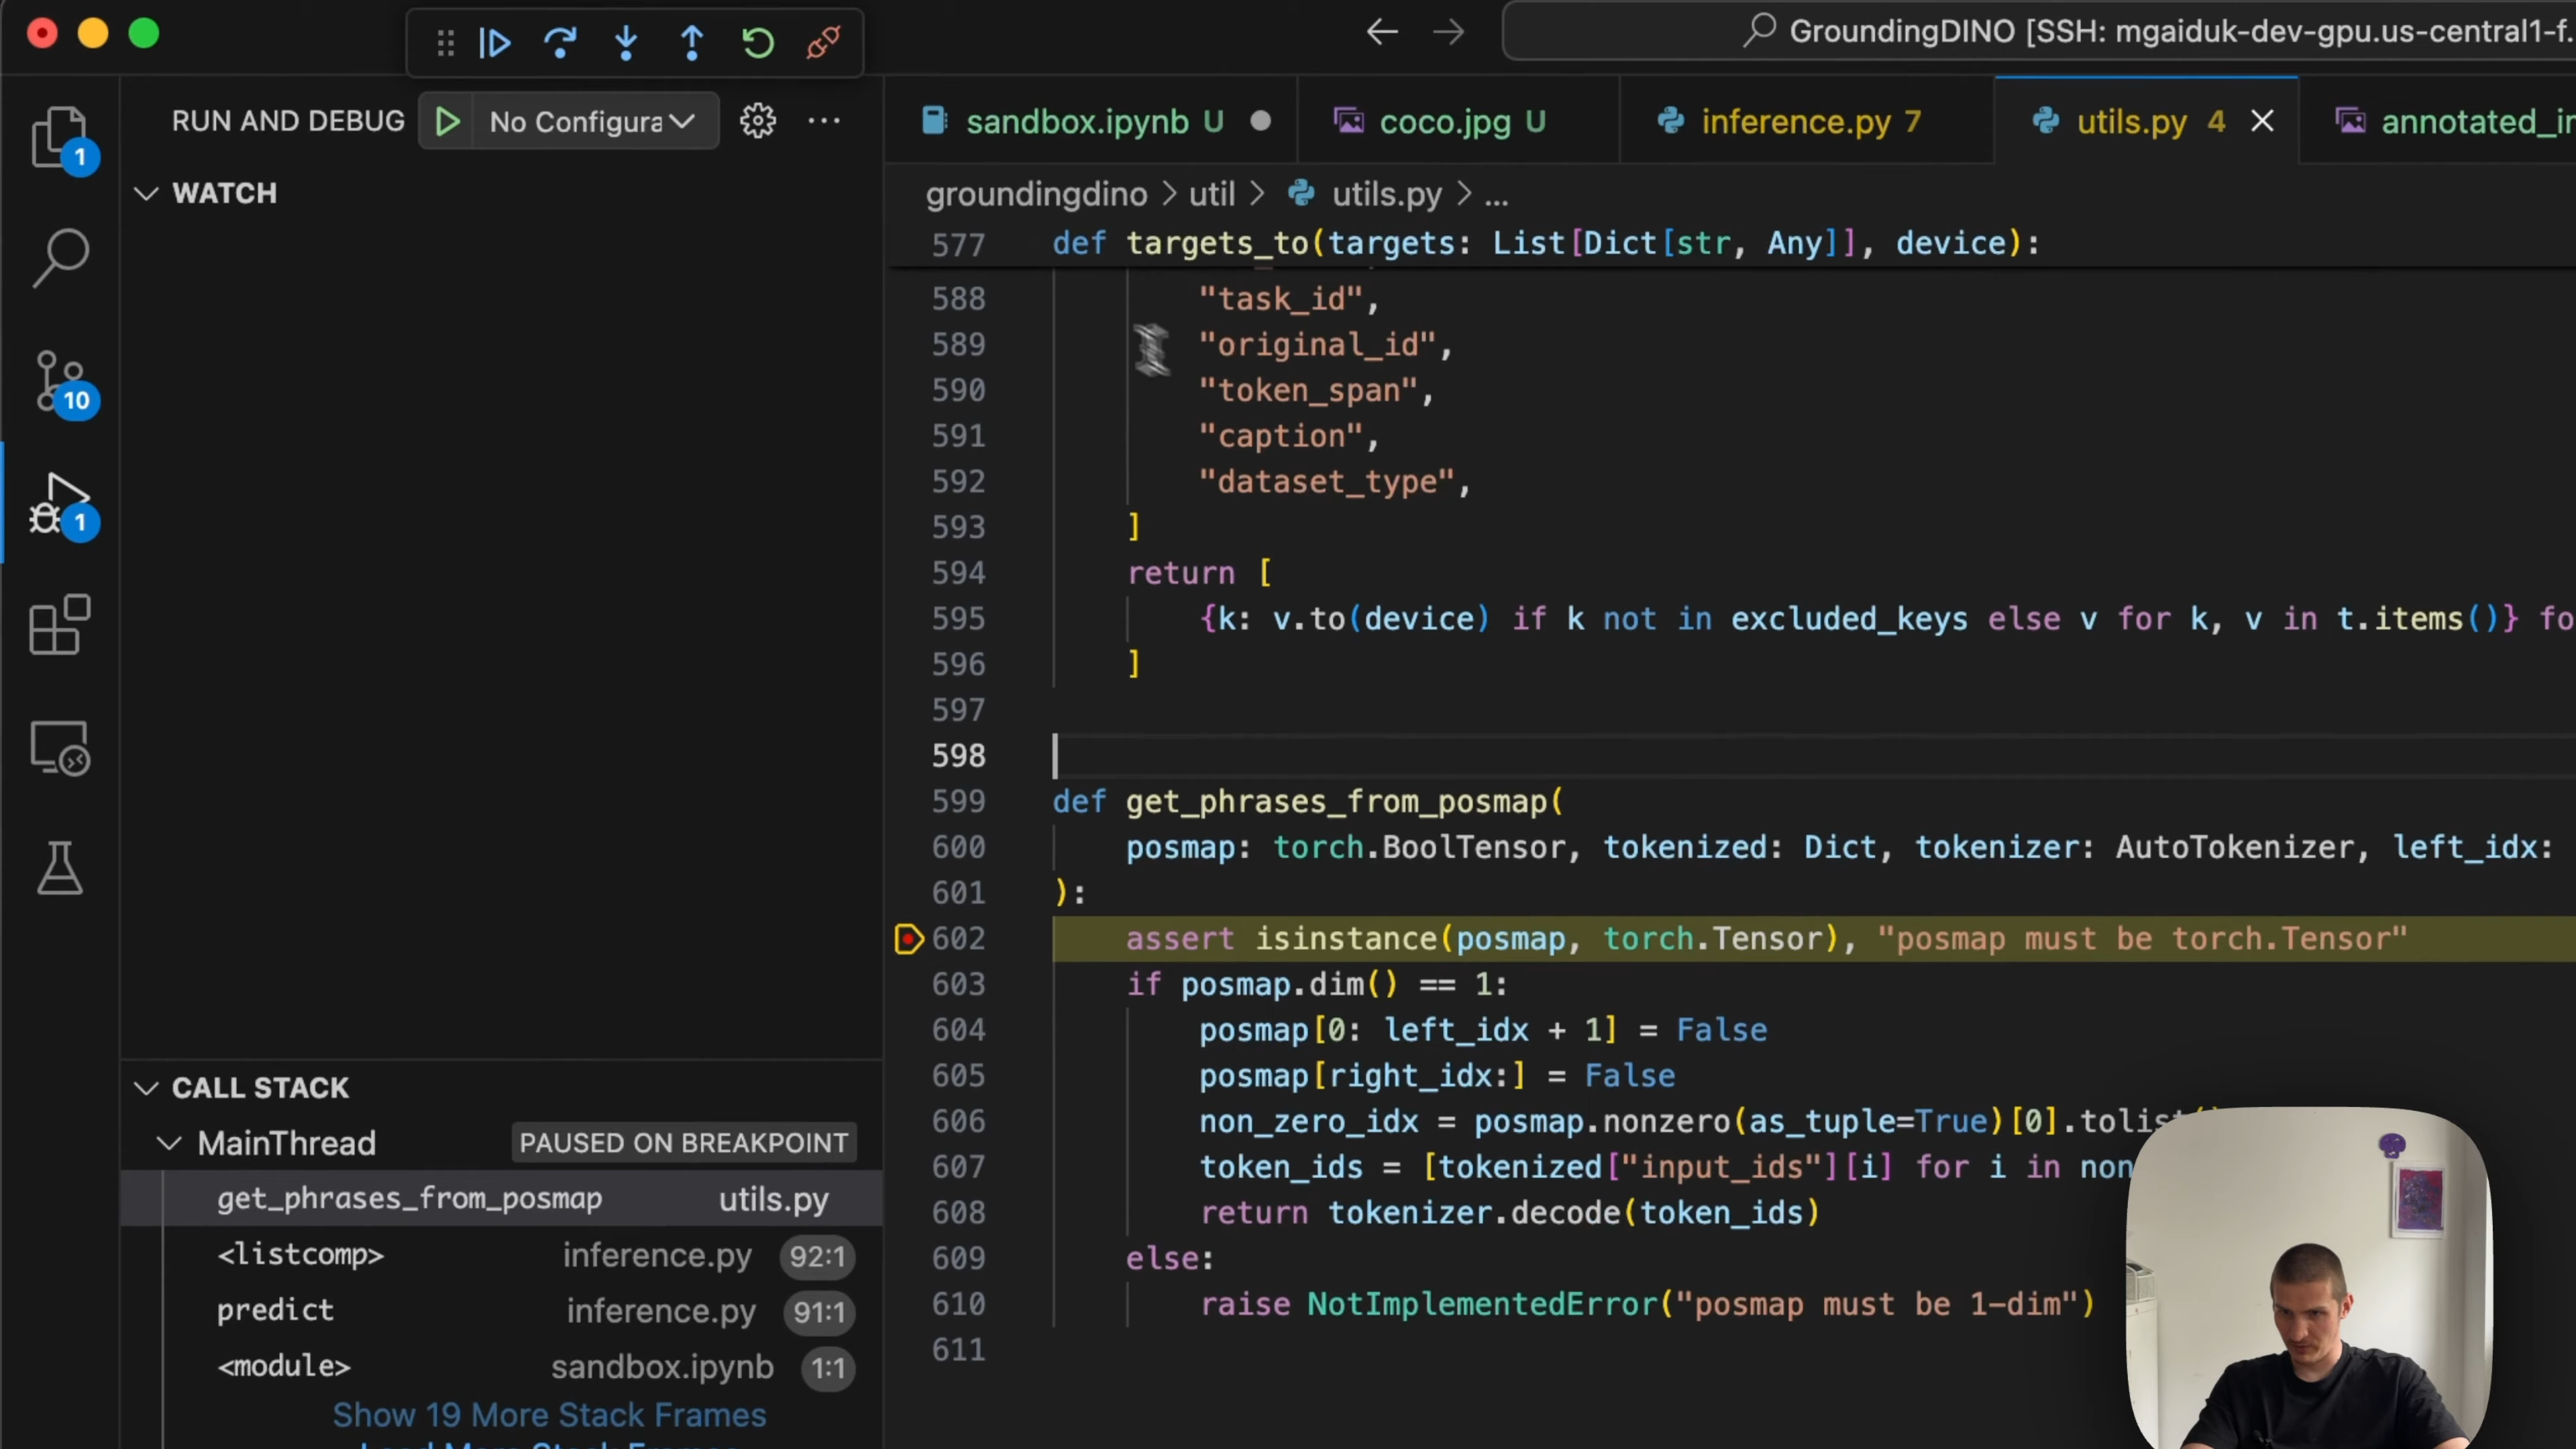 GroundingDINO [SSH: mgaiduk-dev-gpu.us-central1-f.
RUN AND DEBUG
No Configura
sandbox.ipynb U
coco.jpg U
inference.py 7
utils.py 4
annotated_i
1
10
1
WATCH
groundingdino > util > utils.py > ...
577 def targets_to(targets: List[Dict[str, Any]], device):
588 "task_id",
589 "original_id",
590 "token_span",
591 "caption",
592 "dataset_type",
593 ]
594 return [
595 {k: v.to(device) if k not in excluded_keys else v for k, v in t.items()} fo
596 ]
597
598
599 def get_phrases_from_posmap(
600 posmap: torch.BoolTensor, tokenized: Dict, tokenizer: AutoTokenizer, left_idx:
601 ):
602 assert isinstance(posmap, torch.Tensor), "posmap must be torch.Tensor"
603 if posmap.dim() == 1:
604 posmap[0: left_idx + 1] = False
605 posmap[right_idx:] = False
606 non_zero_idx = posmap.nonzero(as_tuple=True)[0].tolist()
607 token_ids = [tokenized["input_ids"][i] for i in non
608 return tokenizer.decode(token_ids)
609 else:
610 raise NotImplementedError("posmap must be 1-dim")
611
CALL STACK
MainThread PAUSED ON BREAKPOINT
get_phrases_from_posmap utils.py
<listcomp> inference.py 92:1
predict inference.py 91:1
<module> sandbox.ipynb 1:1
Show 19 More Stack Frames
Load More Stack Frames